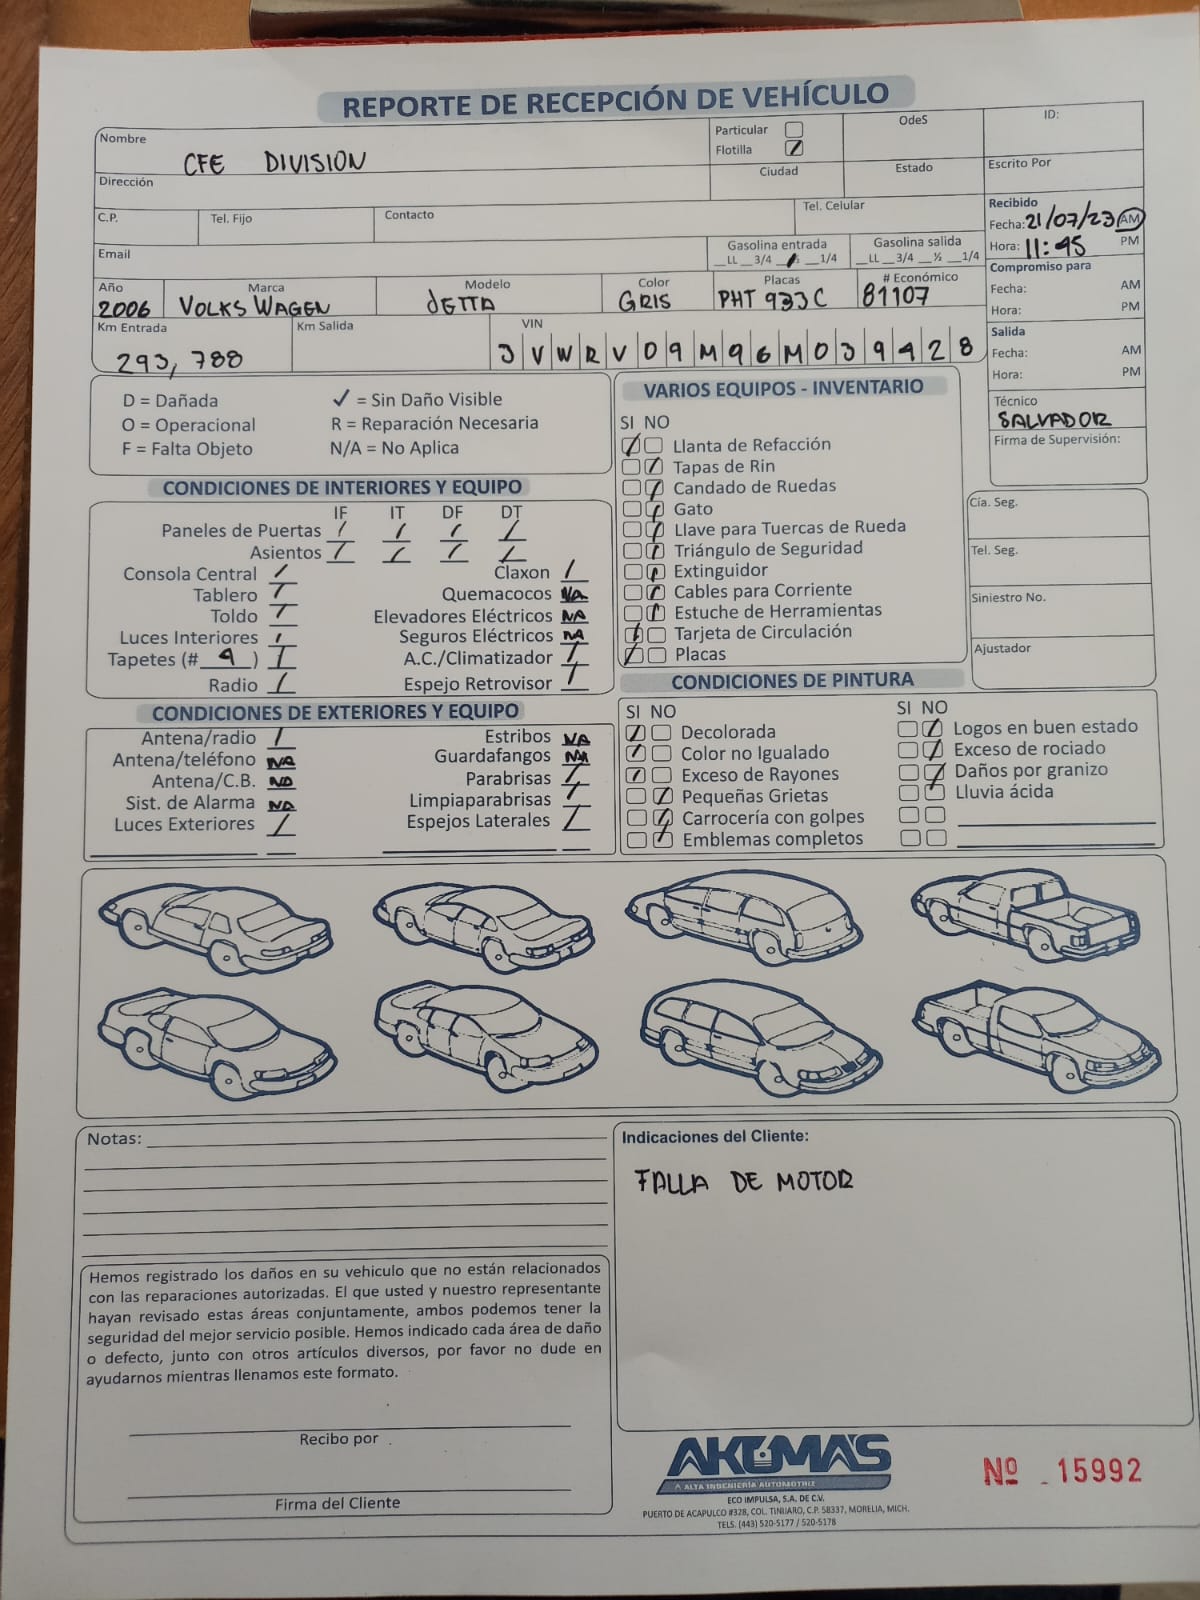 REPORTE DE RECEPCIÓN DE VEHÍCULO
Nombre CFE DIVISION
Particular
Flotilla
OdeS
ID:
Dirección
Ciudad
Estado
Escrito Por
C.P.
Tel. Fijo
Contacto
Tel. Celular
Recibido
Fecha: 21/07/23 AM
Hora: 11:45 PM
Email
Gasolina entrada
__LL __3/4 __½ __1/4
Gasolina salida
__LL __3/4 __½ __1/4
Compromiso para
Fecha: AM
Hora: PM
Año 2006
Marca VOLKS WAGEN
Modelo JETTA
Color GRIS
Placas PHT 933C
# Económico 81107
Km Entrada 293,788
Km Salida
VIN 3VWRV09M96M039428
Salida
Fecha: AM
Hora: PM
Técnico
SALVADOR
Firma de Supervisión:
D = Dañada ✓ = Sin Daño Visible
O = Operacional R = Reparación Necesaria
F = Falta Objeto N/A = No Aplica
VARIOS EQUIPOS - INVENTARIO
SI NO
Llanta de Refacción
Tapas de Rin
Candado de Ruedas
Gato
Llave para Tuercas de Rueda
Triángulo de Seguridad
Extinguidor
Cables para Corriente
Estuche de Herramientas
Tarjeta de Circulación
Placas
Cía. Seg.
Tel. Seg.
Siniestro No.
Ajustador
CONDICIONES DE INTERIORES Y EQUIPO
IF IT DF DT
Paneles de Puertas
Asientos
Consola Central
Claxon
Tablero
Quemacocos NA
Toldo
Elevadores Eléctricos NA
Luces Interiores
Seguros Eléctricos NA
Tapetes (# 4 )
A.C./Climatizador
Radio
Espejo Retrovisor
CONDICIONES DE EXTERIORES Y EQUIPO
Antena/radio
Estribos NA
Antena/teléfono NA
Guardafangos NA
Antena/C.B. NA
Parabrisas
Sist. de Alarma NA
Limpiaparabrisas
Luces Exteriores
Espejos Laterales
CONDICIONES DE PINTURA
SI NO
Decolorada
Color no Igualado
Exceso de Rayones
Pequeñas Grietas
Carrocería con golpes
Emblemas completos
SI NO
Logos en buen estado
Exceso de rociado
Daños por granizo
Lluvia ácida
Notas:
Indicaciones del Cliente:
FALLA DE MOTOR
Hemos registrado los daños en su vehiculo que no están relacionados
con las reparaciones autorizadas. El que usted y nuestro representante
hayan revisado estas áreas conjuntamente, ambos podemos tener la
seguridad del mejor servicio posible. Hemos indicado cada área de daño
o defecto, junto con otros artículos diversos, por favor no dude en
ayudarnos mientras llenamos este formato.
Recibo por
Firma del Cliente
AKUMA'S
ALTA INGENIERÍA AUTOMOTRIZ
ECO IMPULSA, S.A. DE C.V.
PUERTO DE ACAPULCO #328, COL. TINIJARO, C.P. 58337, MORELIA, MICH.
TELS. (443) 520-5177 / 520-5178
Nº 15992